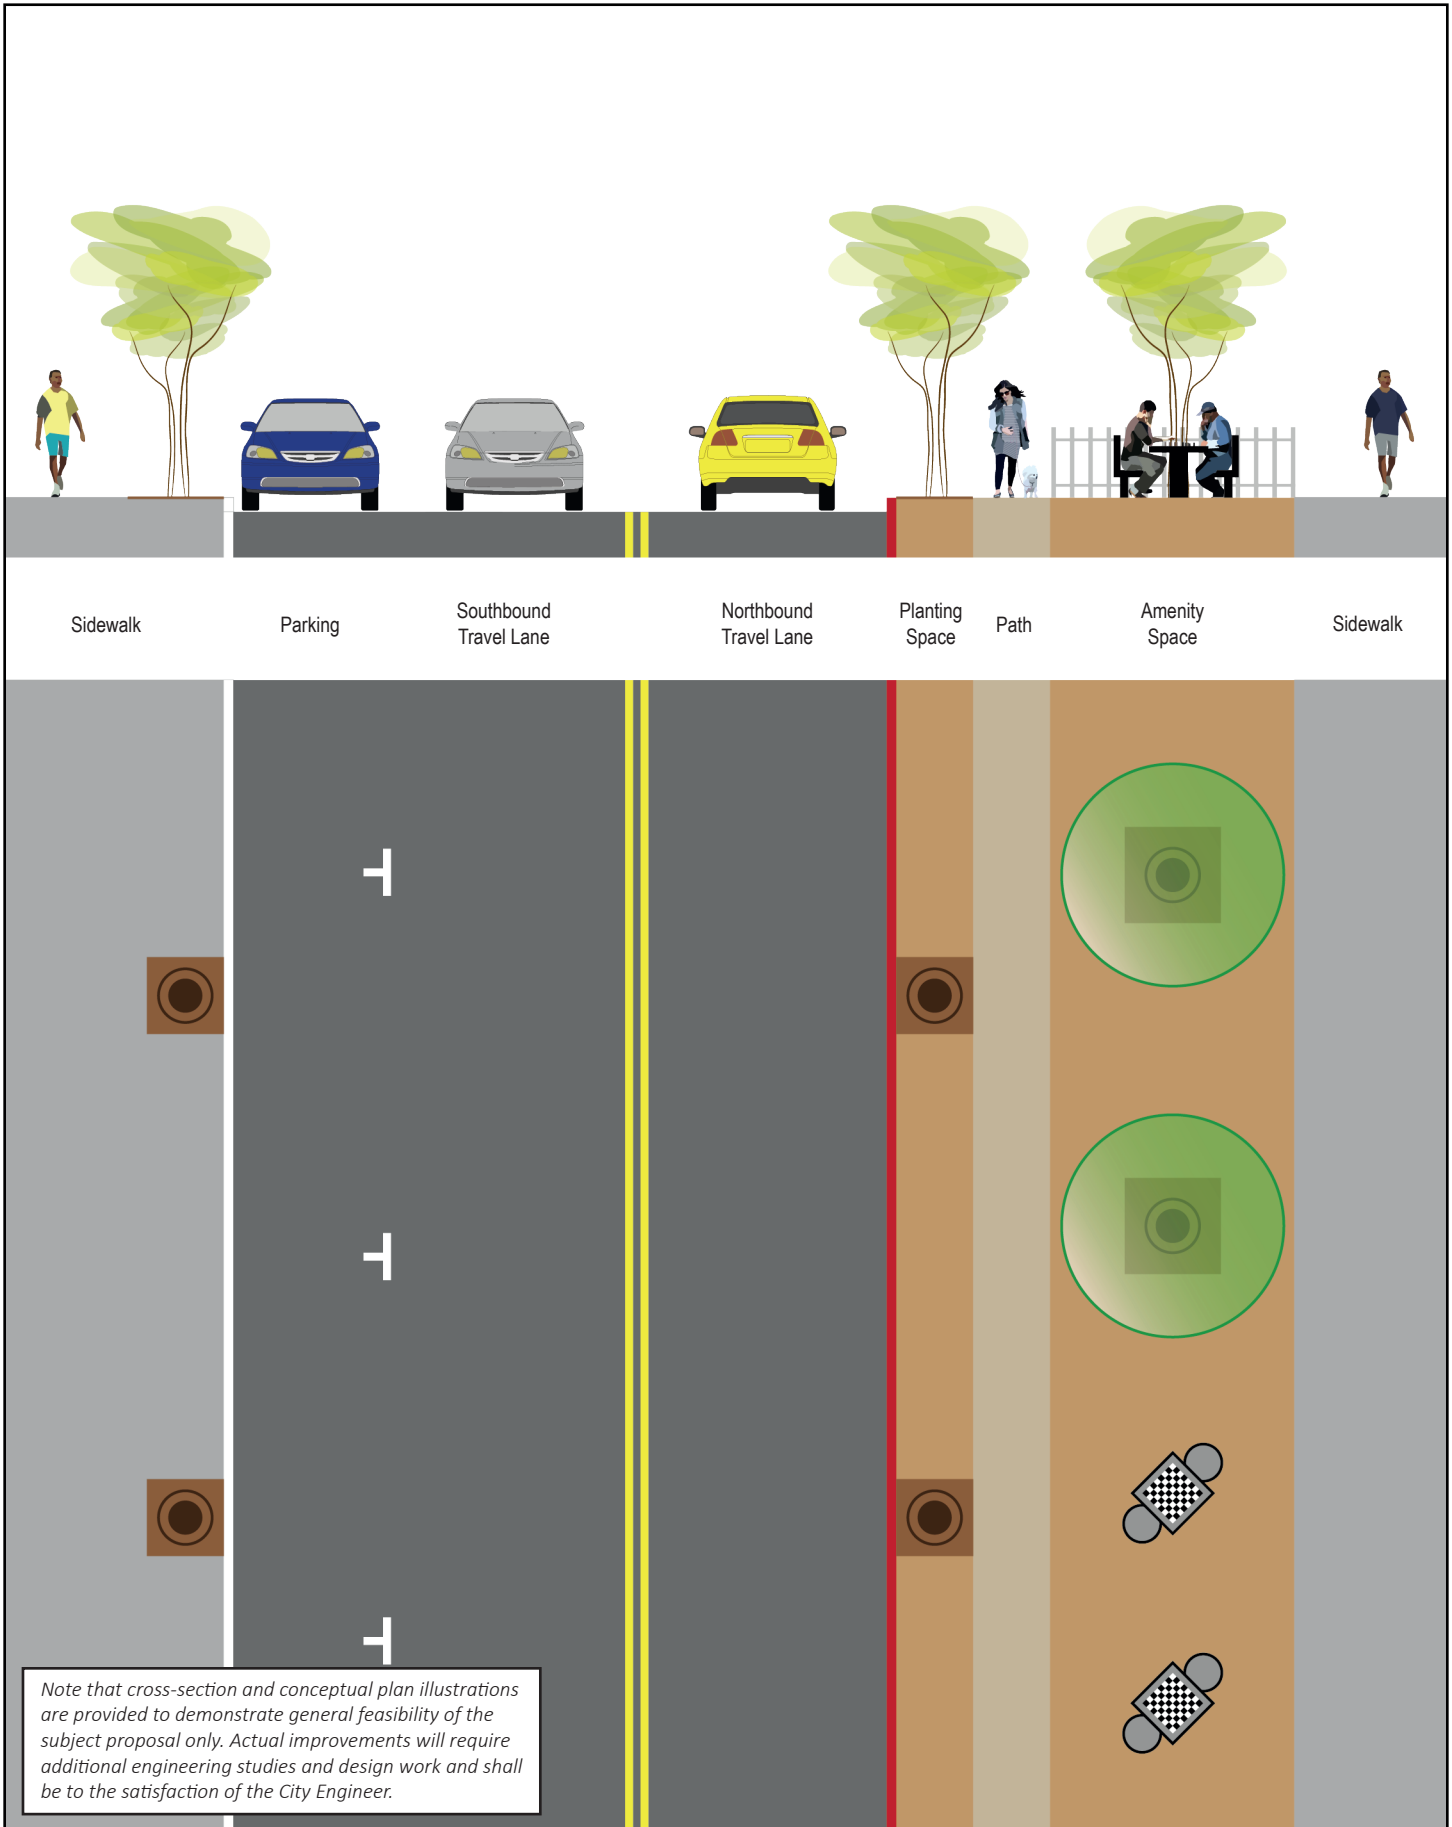 Sidewalk
Parking
Southbound
Travel Lane
Northbound
Travel Lane
Planting
Space
Path
Amenity
Space
Sidewalk
Note that cross-section and conceptual plan illustrations
are provided to demonstrate general feasibility of the
subject proposal only. Actual improvements will require
additional engineering studies and design work and shall
be to the satisfaction of the City Engineer.